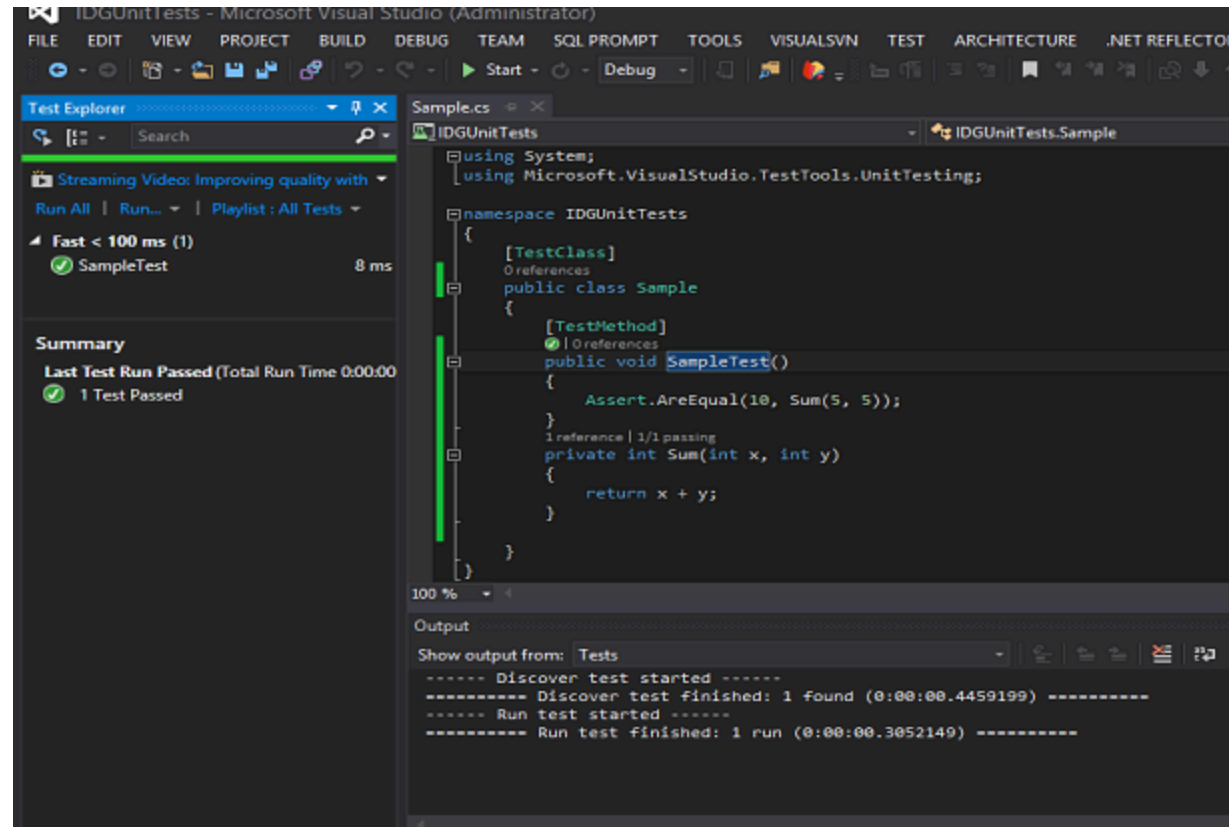 IDGUnitTests - Microsoft Visual Studio (Administrator)
FILE EDIT VIEW PROJECT BUILD DEBUG TEAM SQL PROMPT TOOLS VISUALSVN TEST ARCHITECTURE .NET REFLECTOR
Start Debug
Test Explorer
Search
Streaming Video: Improving quality with
Run All | Run... | Playlist : All Tests
Fast < 100 ms (1)
SampleTest 8 ms
Summary
Last Test Run Passed (Total Run Time 0:00:00
1 Test Passed
Sample.cs
IDGUnitTests IDGUnitTests.Sample
using System;
using Microsoft.VisualStudio.TestTools.UnitTesting;
namespace IDGUnitTests
{
[TestClass]
0 references
public class Sample
{
[TestMethod]
| 0 references
public void SampleTest()
{
Assert.AreEqual(10, Sum(5, 5));
}
1 reference | 1/1 passing
private int Sum(int x, int y)
{
return x + y;
}
}
}
100 %
Output
Show output from: Tests
------ Discover test started ------
========== Discover test finished: 1 found (0:00:00.4459199) ==========
------ Run test started ------
========== Run test finished: 1 run (0:00:00.3052149) ==========